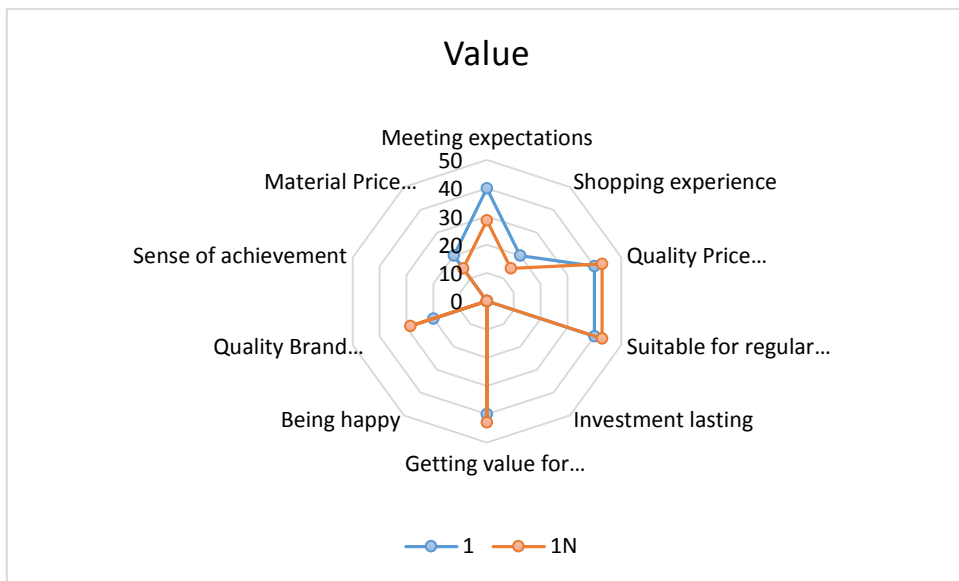 Value
Meeting expectations
50
40
30
20
10
0
Shopping experience
Quality Price...
Suitable for regular...
Investment lasting
Getting value for...
Being happy
Quality Brand...
Sense of achievement
Material Price...
1
1N